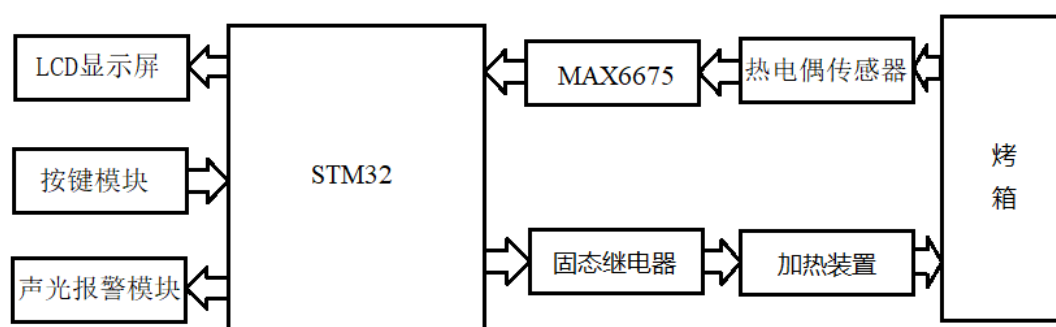 LCD显示屏
MAX6675
热电偶传感器
按键模块
STM32
烤
箱
声光报警模块
固态继电器
加热装置